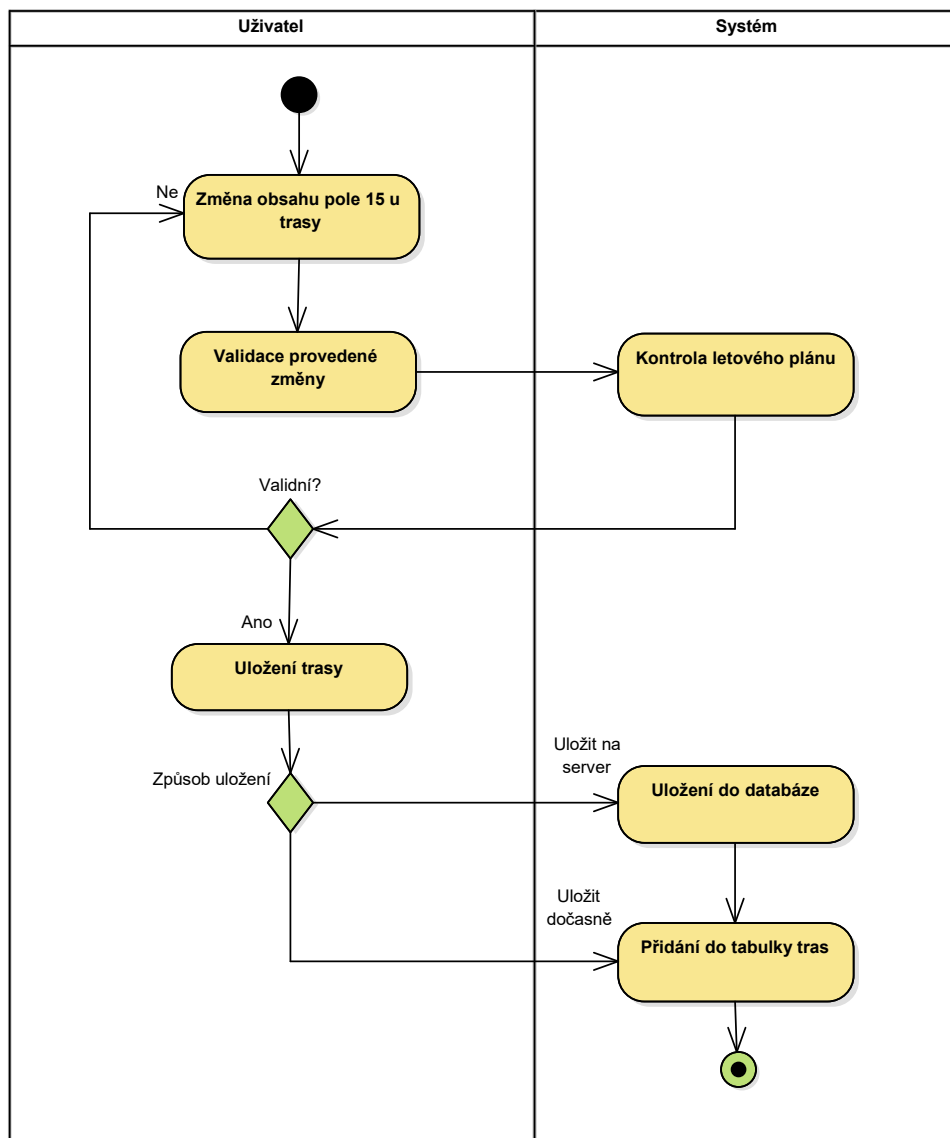 Uživatel
Systém
Ne
Změna obsahu pole 15 u
trasy
Validace provedené
změny
Kontrola letového plánu
Validní?
Ano
Uložení trasy
Způsob uložení
Uložit na
server
Uložení do databáze
Uložit
dočasně
Přidání do tabulky tras